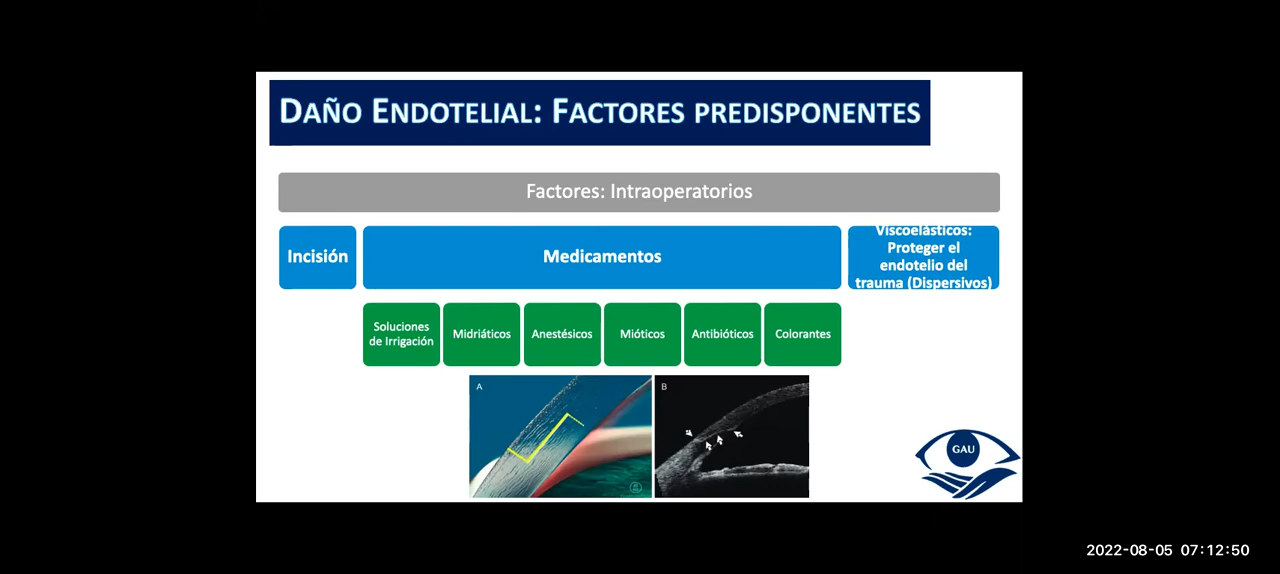 DAÑO ENDOTELIAL: FACTORES PREDISPONENTES
Factores: Intraoperatorios
Incisión
Medicamentos
Viscoelásticos:
Proteger el
endotelio del
trauma (Dispersivos)
Soluciones
de Irrigación
Midriáticos
Anestésicos
Mióticos
Antibióticos
Colorantes
A
B
GAU
2022-08-05 07:12:50